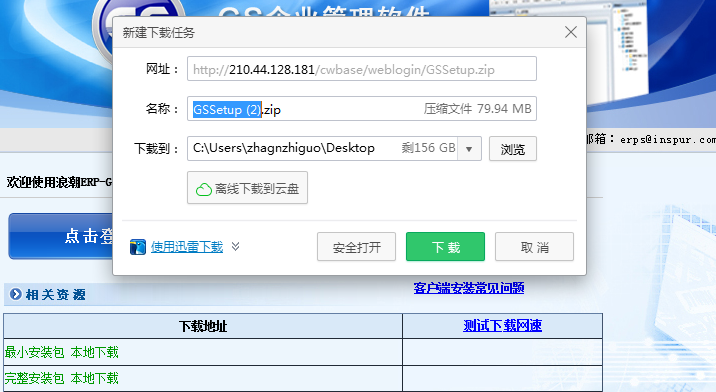 GS企业管理软件
新建下载任务
网址： http://210.44.128.181/cwbase/weblogin/GSSetup.zip
名称： GSSetup (2).zip 压缩文件 79.94 MB
邮箱：erps@inspur.com
下载到： C:\Users\zhagnzhiguo\Desktop 剩156 GB 浏览
欢迎使用浪潮ERP-G
离线下载到云盘
点击登
使用迅雷下载 安全打开 下载 取消
相关资源 客户端安装常见问题
下载地址 测试下载网速
最小安装包 本地下载
完整安装包 本地下载